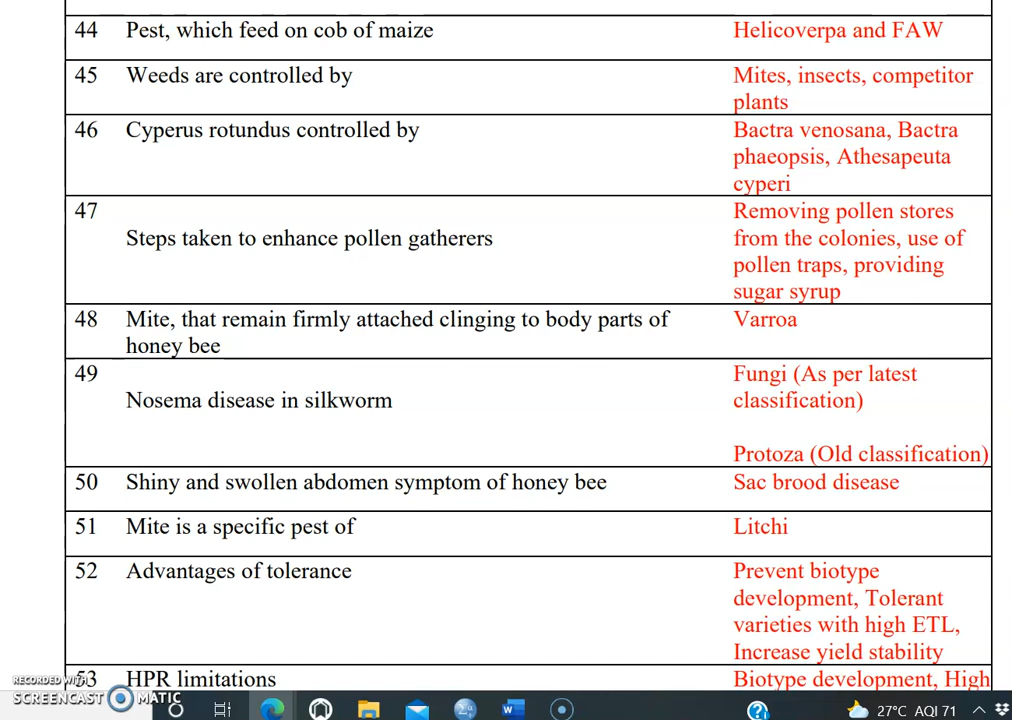 44 Pest, which feed on cob of maize Helicoverpa and FAW
45 Weeds are controlled by Mites, insects, competitor
plants
46 Cyperus rotundus controlled by Bactra venosana, Bactra
phaeopsis, Athesapeuta
cyperi
47 Removing pollen stores
Steps taken to enhance pollen gatherers from the colonies, use of
pollen traps, providing
sugar syrup
48 Mite, that remain firmly attached clinging to body parts of Varroa
honey bee
49 Fungi (As per latest
Nosema disease in silkworm classification)
Protoza (Old classification)
50 Shiny and swollen abdomen symptom of honey bee Sac brood disease
51 Mite is a specific pest of Litchi
52 Advantages of tolerance Prevent biotype
development, Tolerant
varieties with high ETL,
Increase yield stability
53 HPR limitations Biotype development, High
RECORDED WITH
SCREENCAST MATIC
27°C AQI 71